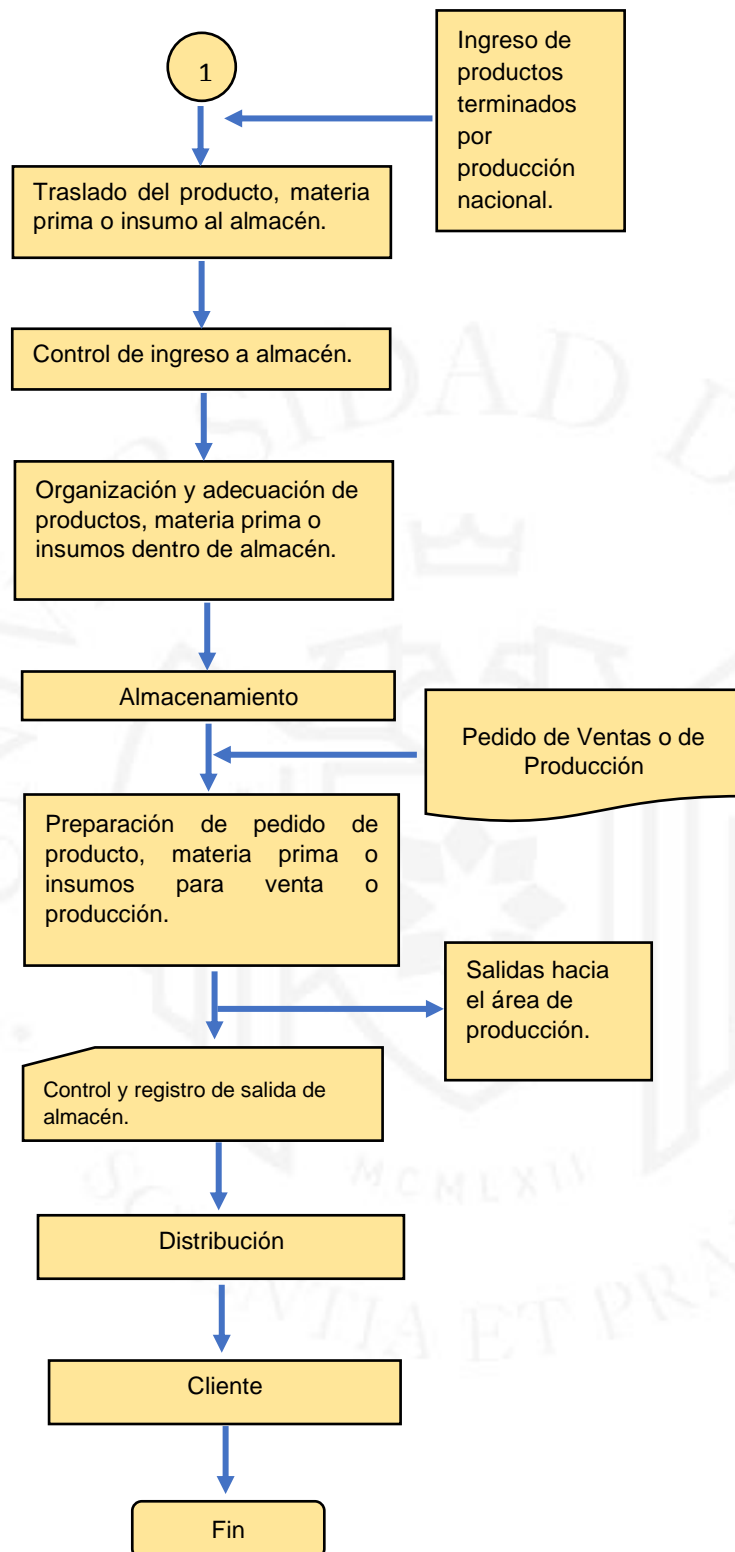 1
Ingreso de
productos
terminados
por
producción
nacional.
Traslado del producto, materia
prima o insumo al almacén.
Control de ingreso a almacén.
Organización y adecuación de
productos, materia prima o
insumos dentro de almacén.
Almacenamiento
Pedido de Ventas o de
Producción
Preparación de pedido de
producto, materia prima o
insumos para venta o
producción.
Salidas hacia
el área de
producción.
Control y registro de salida de
almacén.
Distribución
Cliente
Fin
MCMLXII